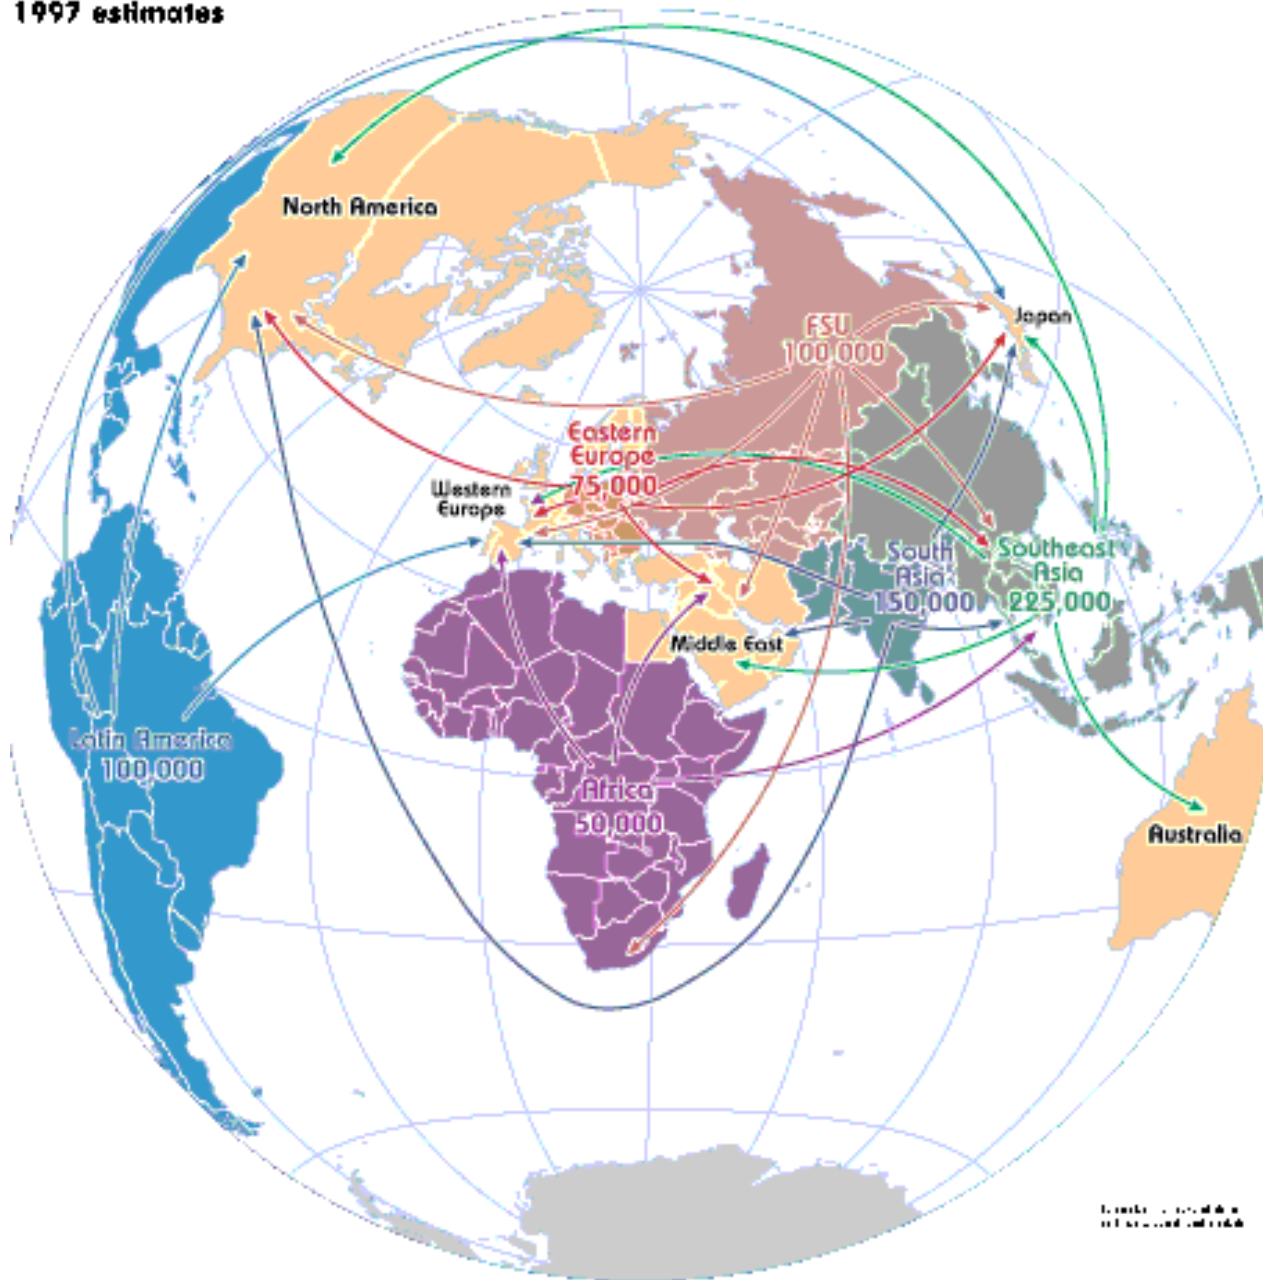 1997 estimates
North America
Japan
FSU
100,000
Eastern
Europe
75,000
Western
Europe
South
Asia
150,000
Southeast
Asia
225,000
Middle East
Latin America
100,000
Africa
50,000
Australia